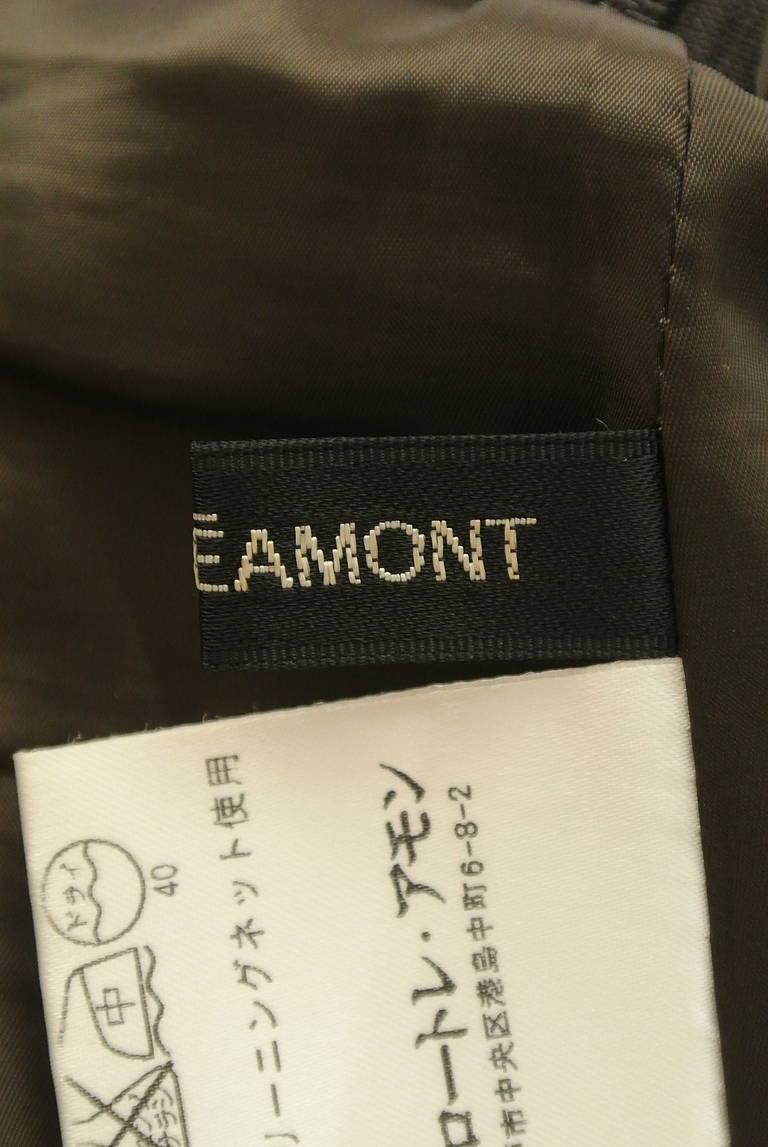 EAMONT
ドライ
40
中
ーニングネット使用
ロートレ・アモン
市中央区港島中町6-8-2